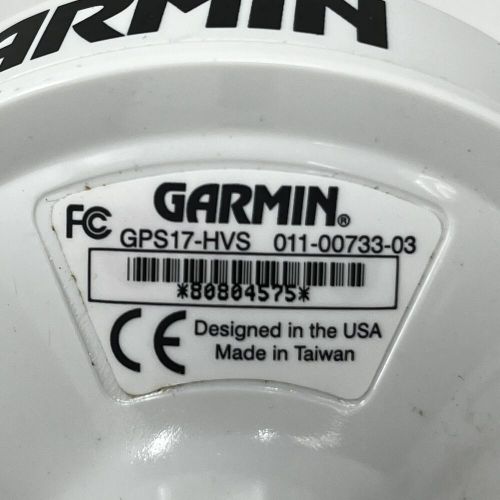 GARMIN
GARMIN®
FC GPS17-HVS 011-00733-03
*80804575*
CE Designed in the USA
Made in Taiwan